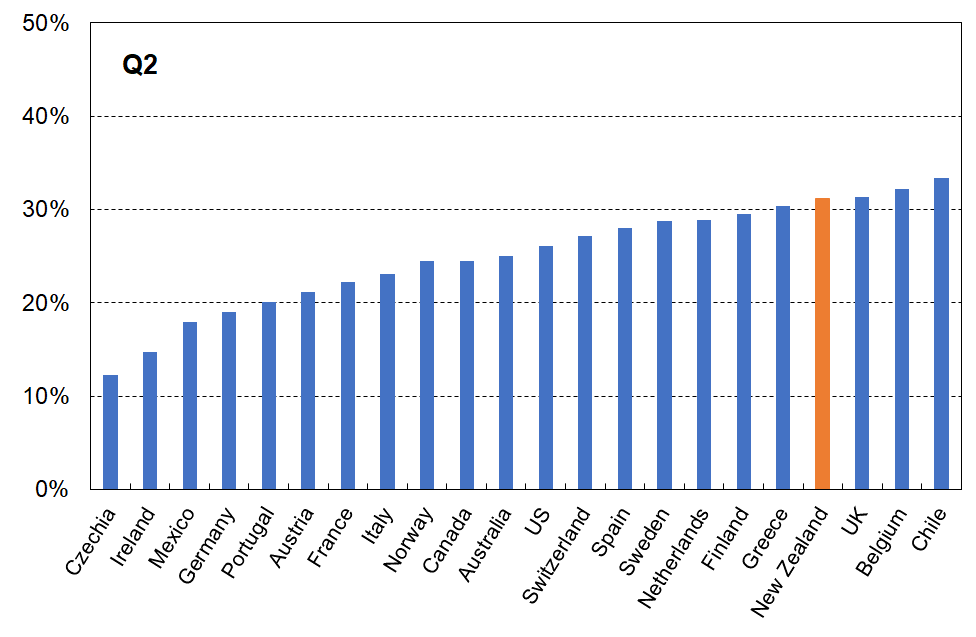 50%
Q2
40%
30%
20%
10%
0%
Czechia
Ireland
Mexico
Germany
Portugal
Austria
France
Italy
Norway
Canada
Australia
US
Switzerland
Spain
Sweden
Netherlands
Finland
Greece
New Zealand
UK
Belgium
Chile